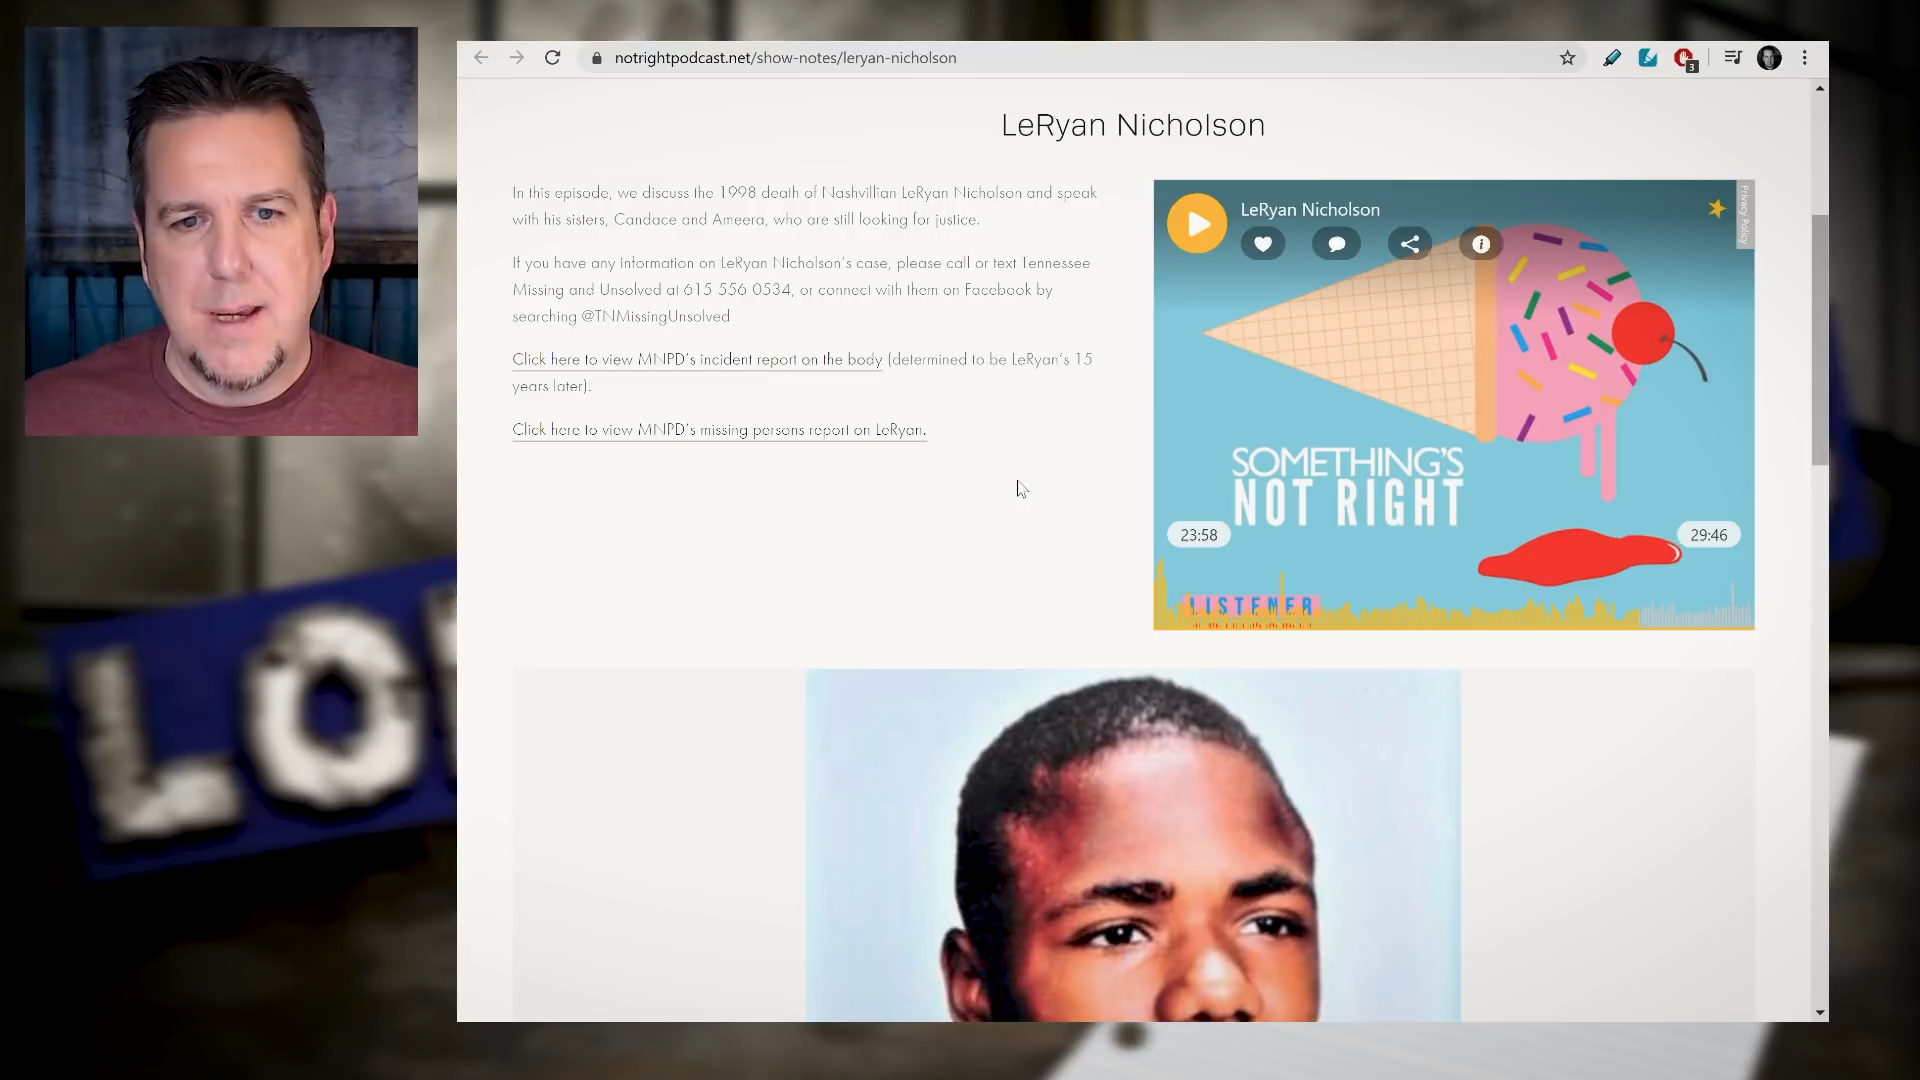 notrightpodcast.net/show-notes/leryan-nicholson
3
LeRyan Nicholson
In this episode, we discuss the 1998 death of Nashvillian LeRyan Nicholson and speak
with his sisters, Candace and Ameera, who are still looking for justice.
If you have any information on LeRyan Nicholson's case, please call or text Tennessee
Missing and Unsolved at 615 556 0534, or connect with them on Facebook by
searching @TNMissingUnsolved
Click here to view MNPD's incident report on the body (determined to be LeRyan's 15
years later).
Click here to view MNPD's missing persons report on LeRyan.
LeRyan Nicholson
Privacy Policy
SOMETHING'S
NOT RIGHT
23:58
29:46
LISTENER
LO